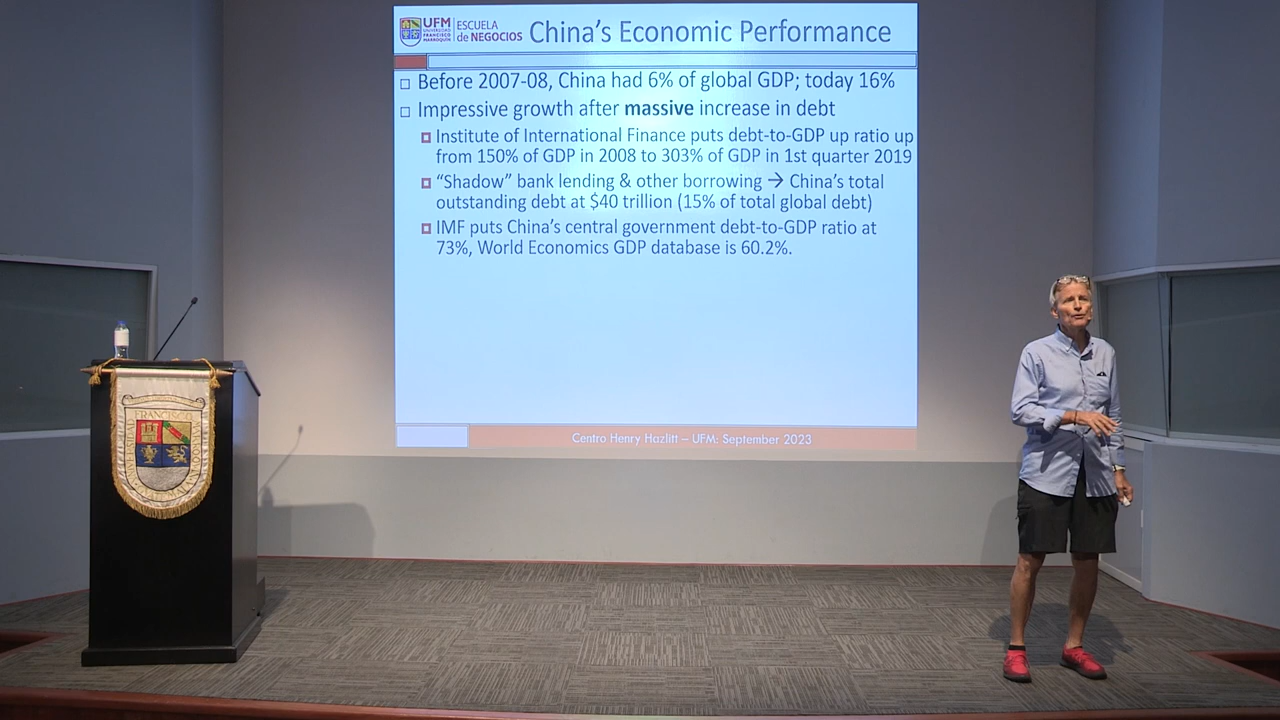 UFM
UNIVERSIDAD
FRANCISCO
MARROQUÍN
ESCUELA
de NEGOCIOS
China's Economic Performance
Before 2007-08, China had 6% of global GDP; today 16%
Impressive growth after massive increase in debt
Institute of International Finance puts debt-to-GDP up ratio up
from 150% of GDP in 2008 to 303% of GDP in 1st quarter 2019
“Shadow” bank lending & other borrowing → China's total
outstanding debt at $40 trillion (15% of total global debt)
IMF puts China's central government debt-to-GDP ratio at
73%, World Economics GDP database is 60.2%.
Centro Henry Hazlitt – UFM: September 2023
FRANCISCO